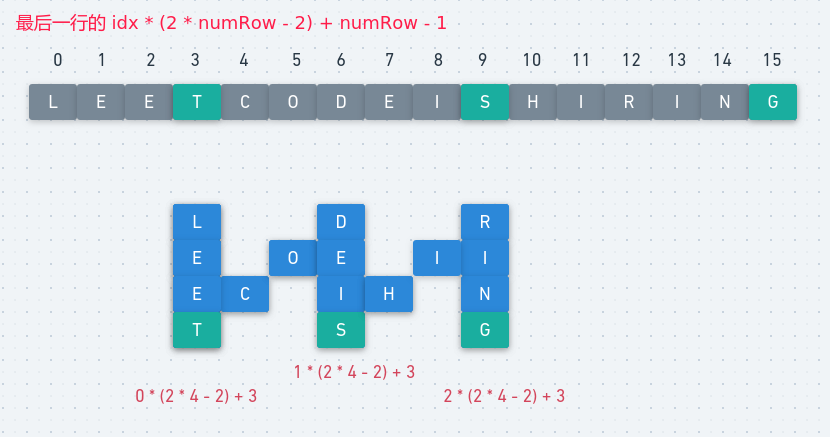 最后一行的 idx * (2 * numRow - 2) + numRow - 1
0 1 2 3 4 5 6 7 8 9 10 11 12 13 14 15
L E E T C O D E I S H I R I N G
L D R
E O E I I
E C I H N
T S G
1 * (2 * 4 - 2) + 3
0 * (2 * 4 - 2) + 3 2 * (2 * 4 - 2) + 3